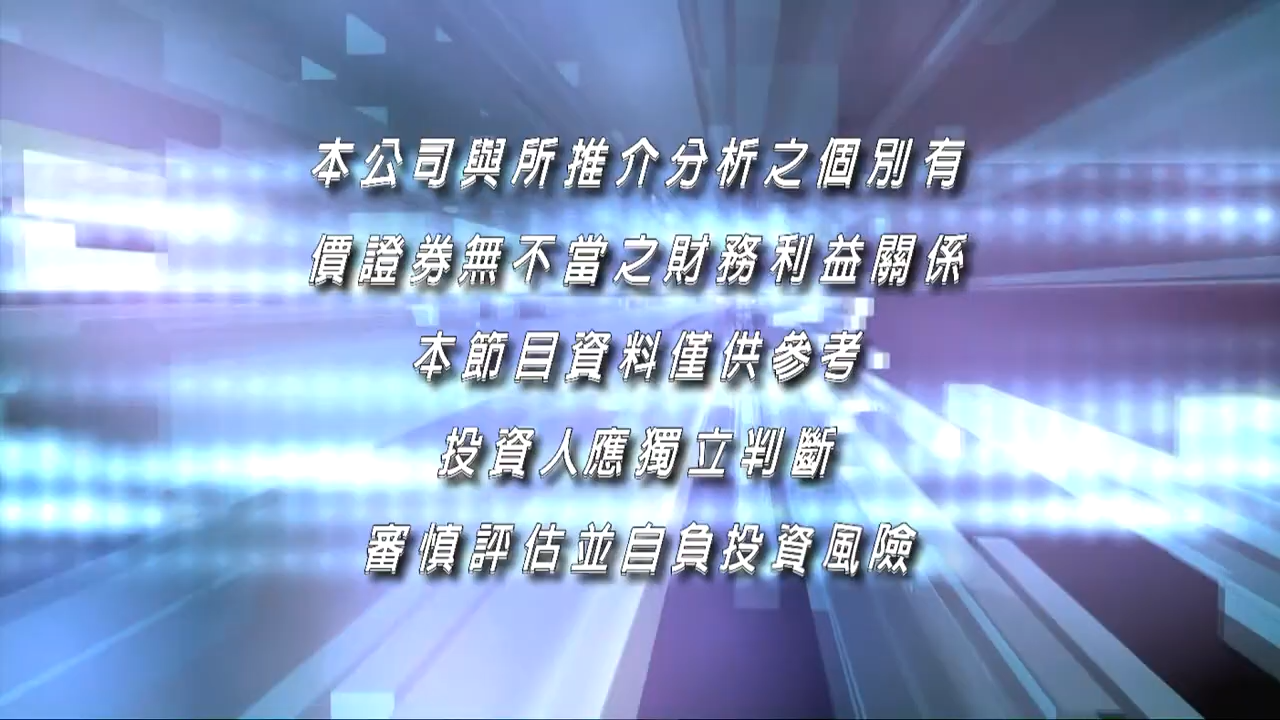 本公司與所推介分析之個別有
價證券無不當之財務利益關係
本節目資料僅供參考
投資人應獨立判斷
審慎評估並自負投資風險